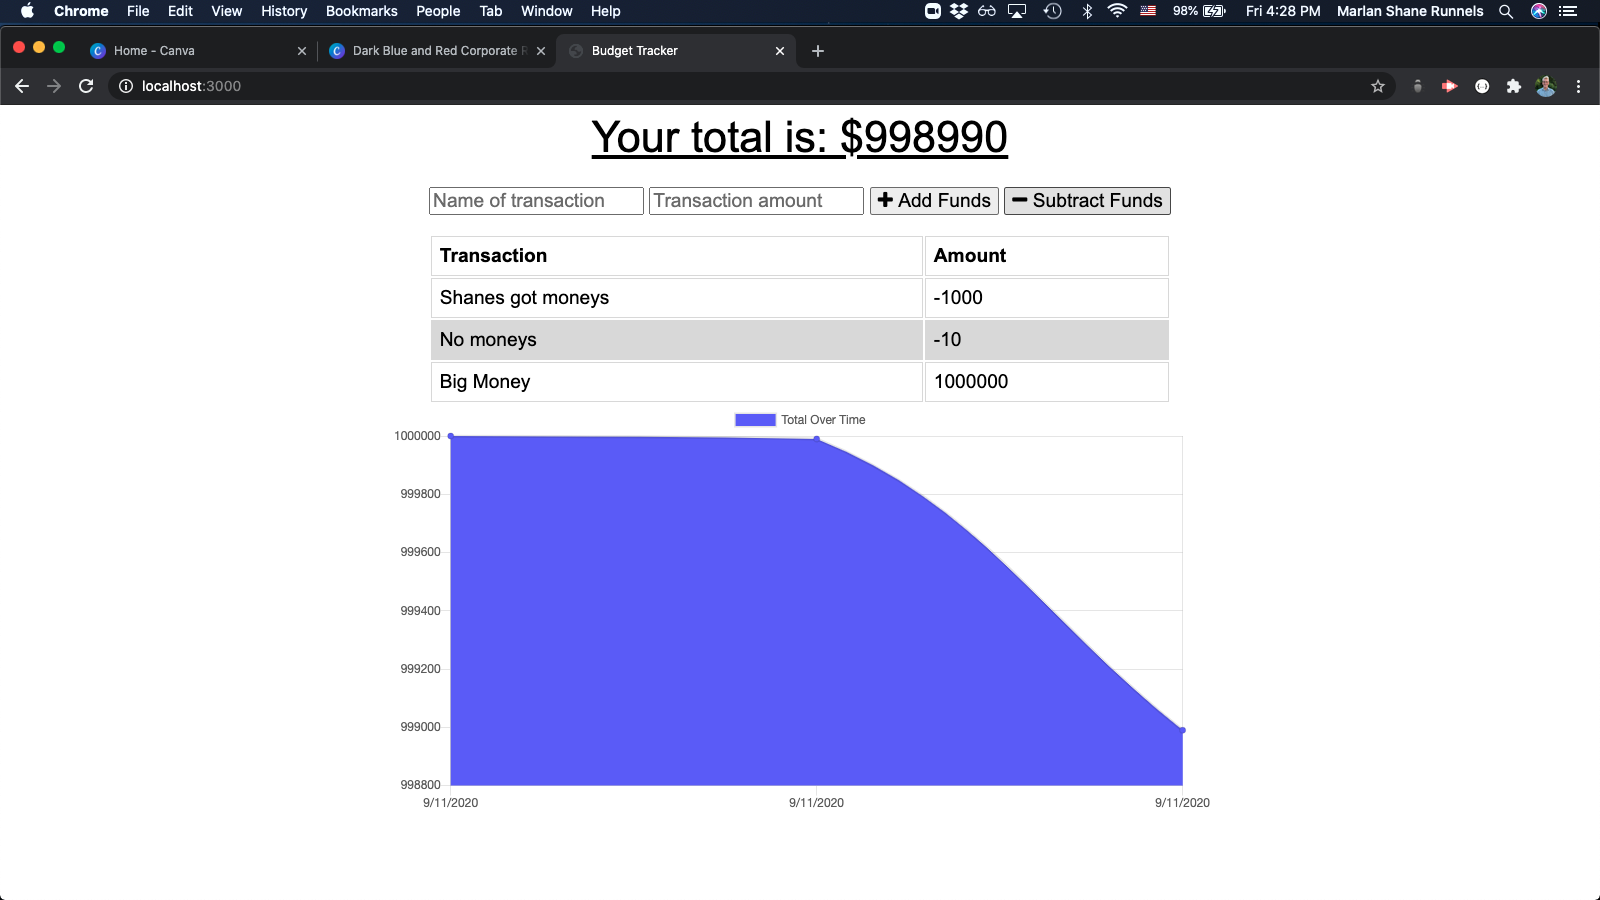 Chrome File Edit View History Bookmarks People Tab Window Help 98% Fri 4:28 PM Marlan Shane Runnels
Home - Canva Dark Blue and Red Corporate Budget Tracker
localhost:3000
Your total is: $998990
Name of transaction Transaction amount Add Funds Subtract Funds
Transaction Amount
Shanes got moneys -1000
No moneys -10
Big Money 1000000
Total Over Time
1000000
999800
999600
999400
999200
999000
998800
9/11/2020 9/11/2020 9/11/2020